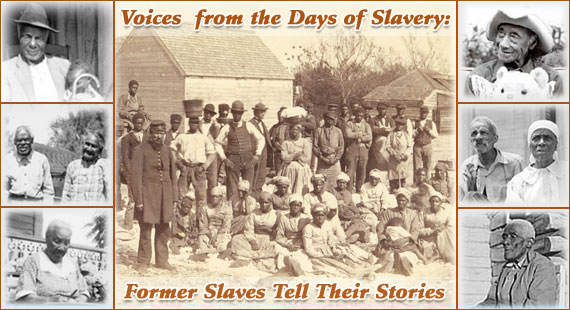 Voices from the Days of Slavery:
Former Slaves Tell Their Stories